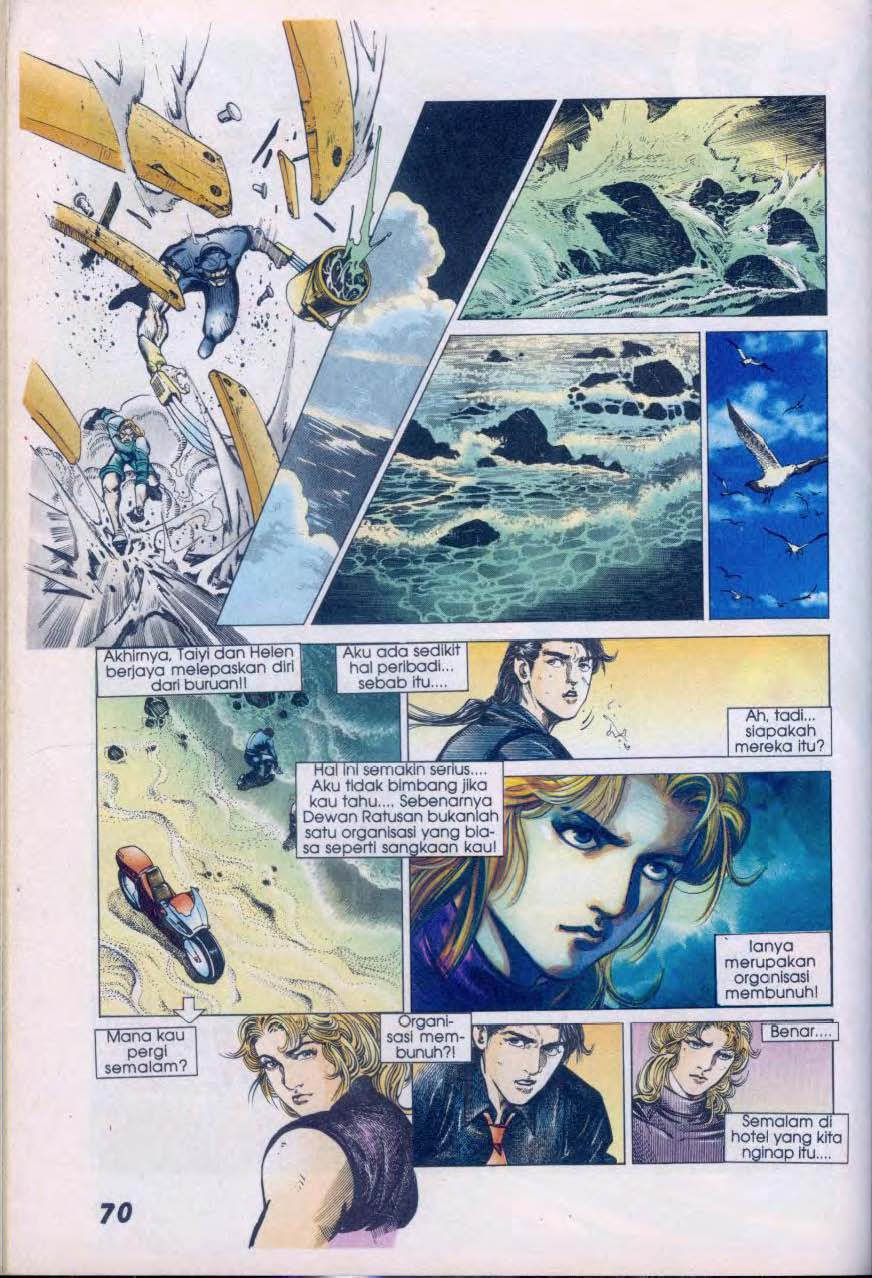 Akhirnya, Taiyi dan Helen
berjaya melepaskan diri
dari buruan!!
Mana kau
pergi
semalam?
Aku ada sedikit
hal peribadi...
sebab itu....
Ah, tadi...
siapakah
mereka itu?
Hal ini semakin serius....
Aku tidak bimbang jika
kau tahu.... Sebenarnya
Dewan Ratusan bukanlah
satu organisasi yang bia-
sa seperti sangkaan kau!
Ianya
merupakan
organisasi
membunuh!
Organi-
sasi mem-
bunuh?!
Benar....
Semalam di
hotel yang kita
nginap itu....
70